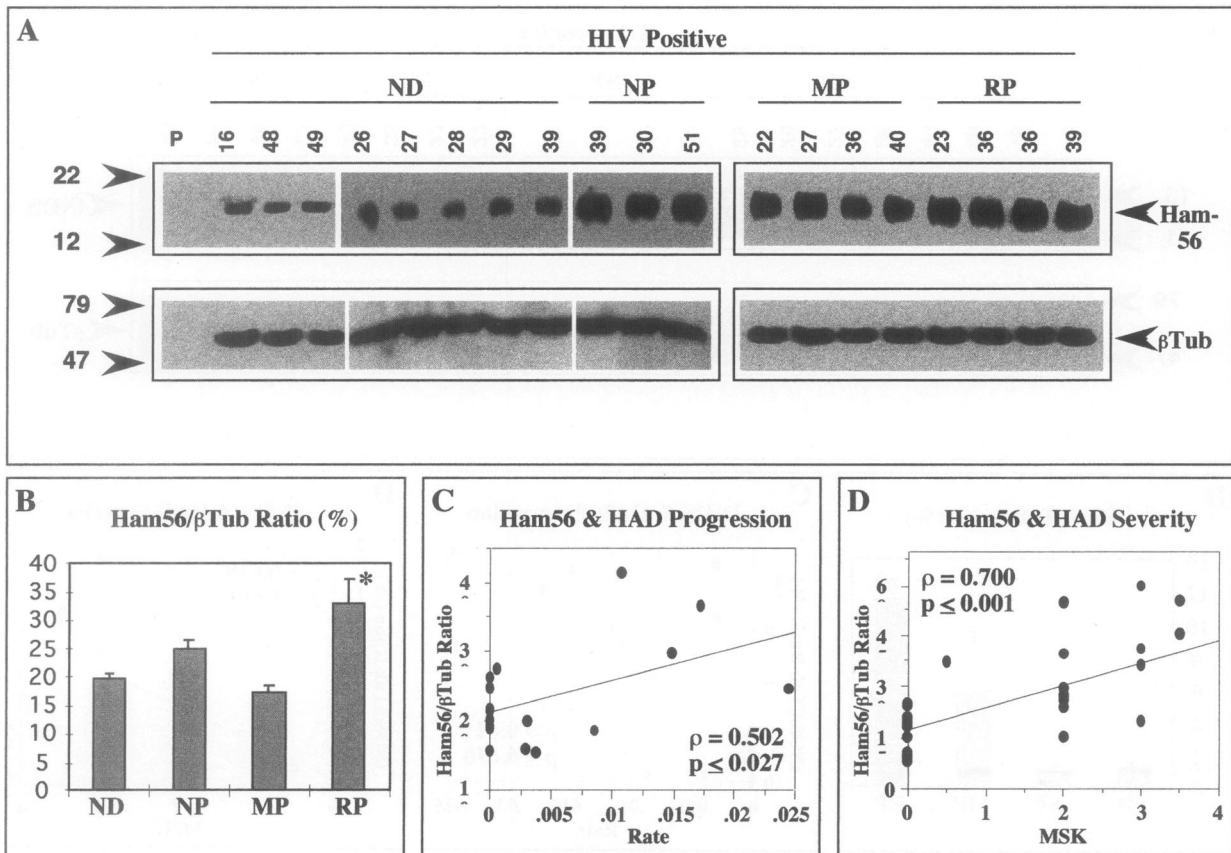 A
HIV Positive
ND NP MP RP
P 16 48 49 26 27 28 29 39 39 30 51 22 27 36 40 23 36 36 39
22
12
Ham-
56
79
47
βTub
B
Ham56/βTub Ratio (%)
40
35
30
25
20
15
10
5
0
*
ND NP MP RP
C
Ham56 & HAD Progression
Ham56/βTub Ratio
4
3
2
1
ρ = 0.502
p ≤ 0.027
0 .005 .01 .015 .02 .025
Rate
D
Ham56 & HAD Severity
Ham56/βTub Ratio
ρ = 0.700
p ≤ 0.001
6
4
3
1
0
0 1 2 3 4
MSK